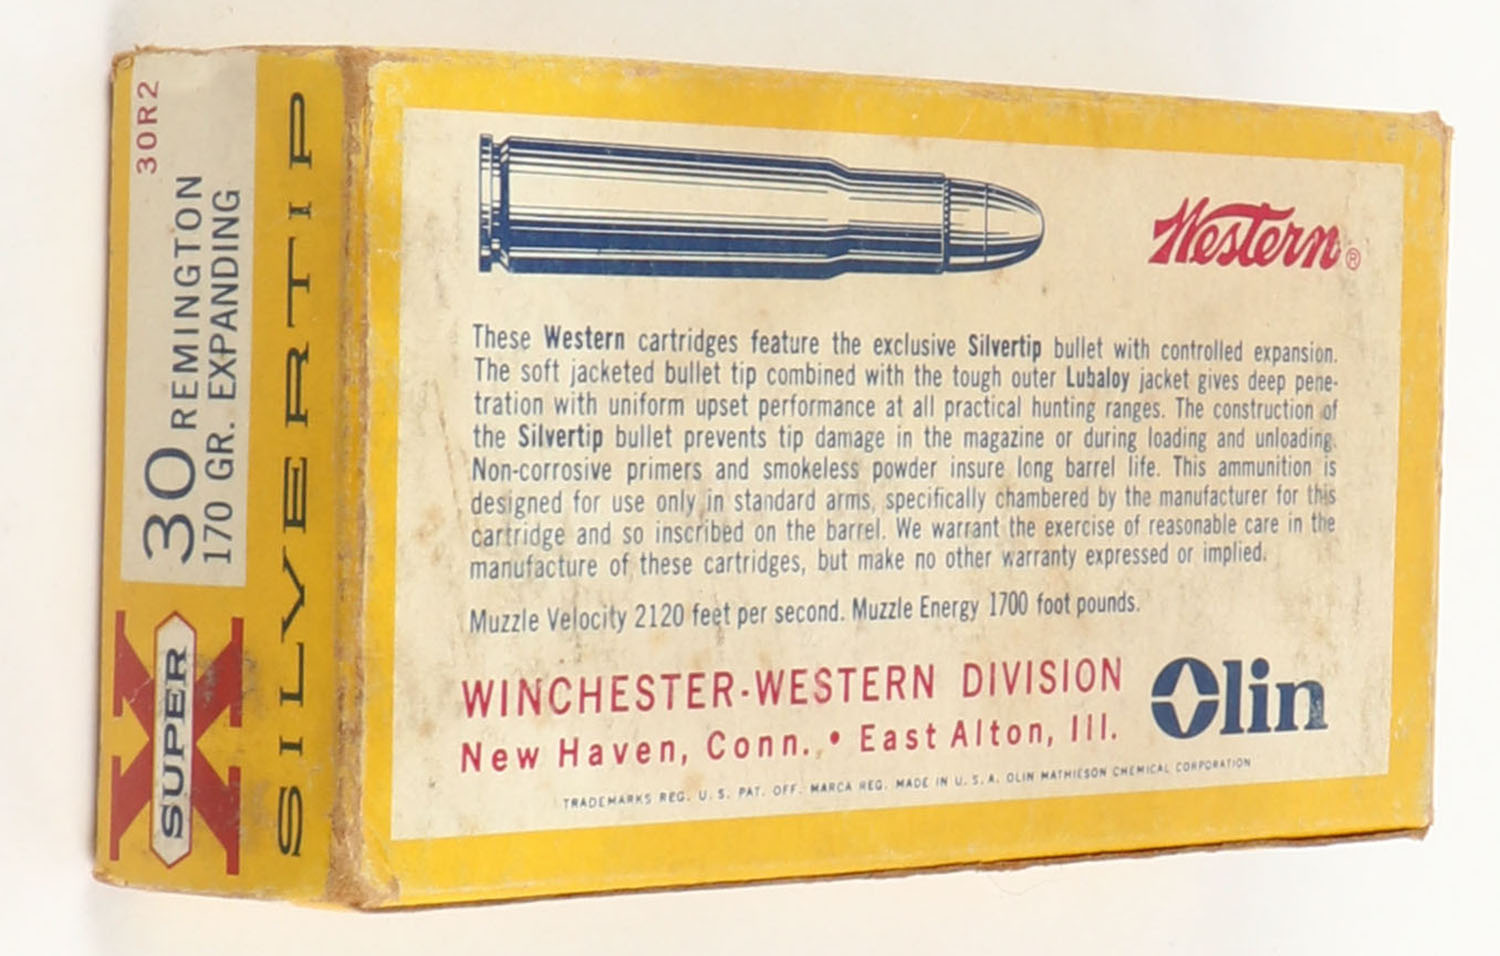 30R2
30 REMINGTON
170 GR. EXPANDING
SUPER
X
SILVERTIP
Western®
These Western cartridges feature the exclusive Silvertip bullet with controlled expansion.
The soft jacketed bullet tip combined with the tough outer Lubaloy jacket gives deep pene-
tration with uniform upset performance at all practical hunting ranges. The construction of
the Silvertip bullet prevents tip damage in the magazine or during loading and unloading.
Non-corrosive primers and smokeless powder insure long barrel life. This ammunition is
designed for use only in standard arms, specifically chambered by the manufacturer for this
cartridge and so inscribed on the barrel. We warrant the exercise of reasonable care in the
manufacture of these cartridges, but make no other warranty expressed or implied.
Muzzle Velocity 2120 feet per second. Muzzle Energy 1700 foot pounds.
WINCHESTER-WESTERN DIVISION
New Haven, Conn. • East Alton, Ill.
Olin
TRADEMARKS REG. U. S. PAT. OFF. MARCA REG. MADE IN U. S. A. OLIN MATHIESON CHEMICAL CORPORATION